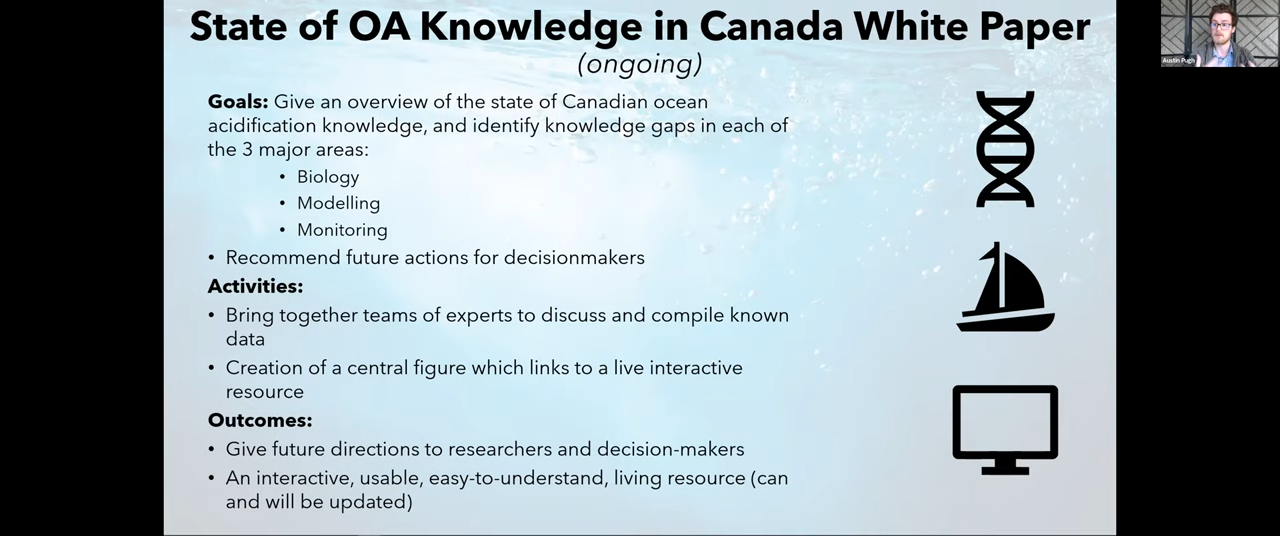 State of OA Knowledge in Canada White Paper
(ongoing)
Goals: Give an overview of the state of Canadian ocean
acidification knowledge, and identify knowledge gaps in each of
the 3 major areas:
• Biology
• Modelling
• Monitoring
• Recommend future actions for decisionmakers
Activities:
• Bring together teams of experts to discuss and compile known
data
• Creation of a central figure which links to a live interactive
resource
Outcomes:
• Give future directions to researchers and decision-makers
• An interactive, usable, easy-to-understand, living resource (can
and will be updated)
Austin Pugh